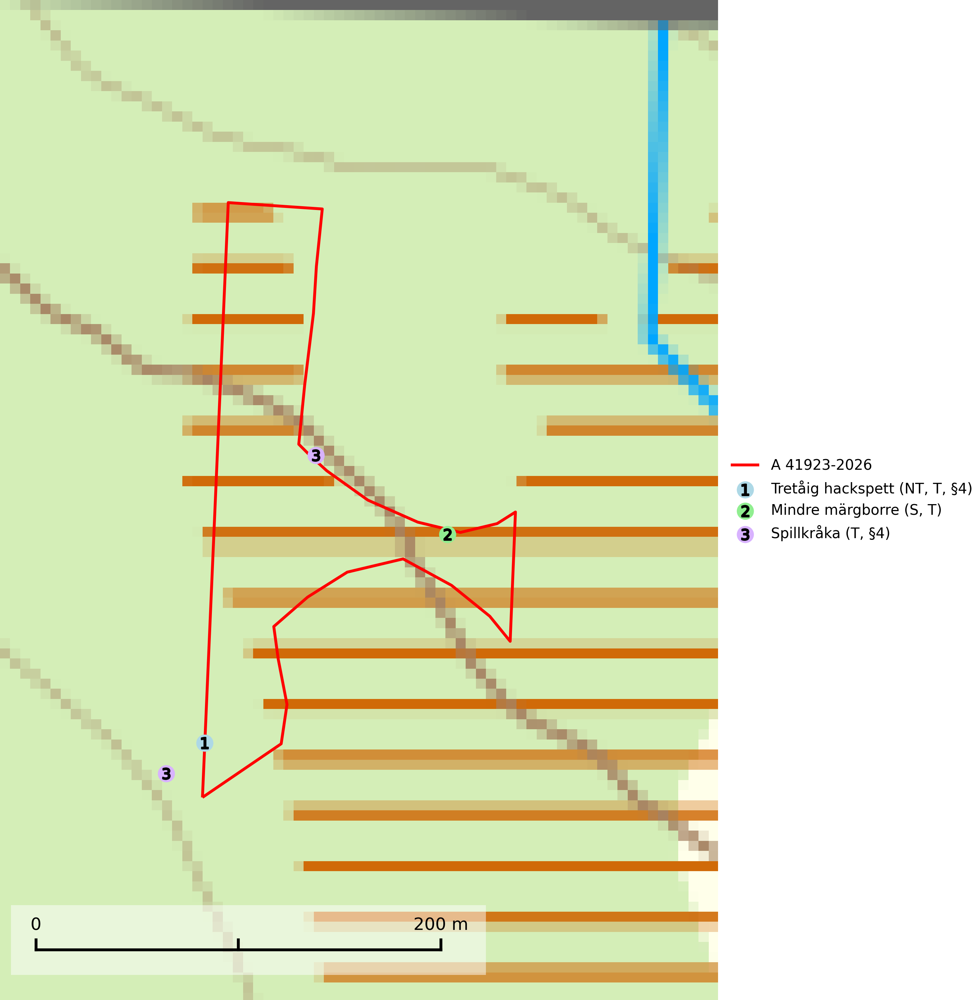 3
2
1
3
0 200 m
A 41923-2026
1 Tretåig hackspett (NT, T, §4)
2 Mindre märgborre (S, T)
3 Spillkråka (T, §4)